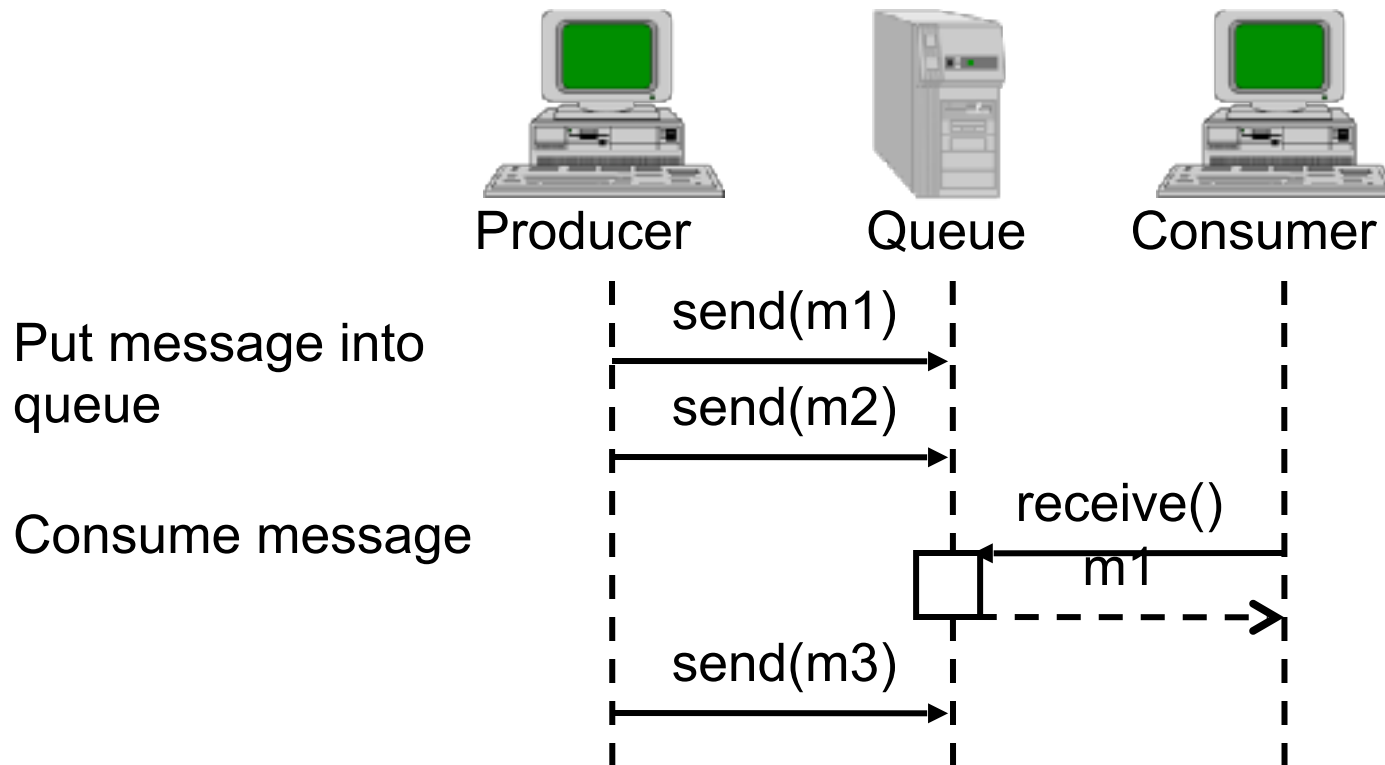 Producer
Queue
Consumer
send(m1)
Put message into
queue
send(m2)
receive()
Consume message
m1
send(m3)